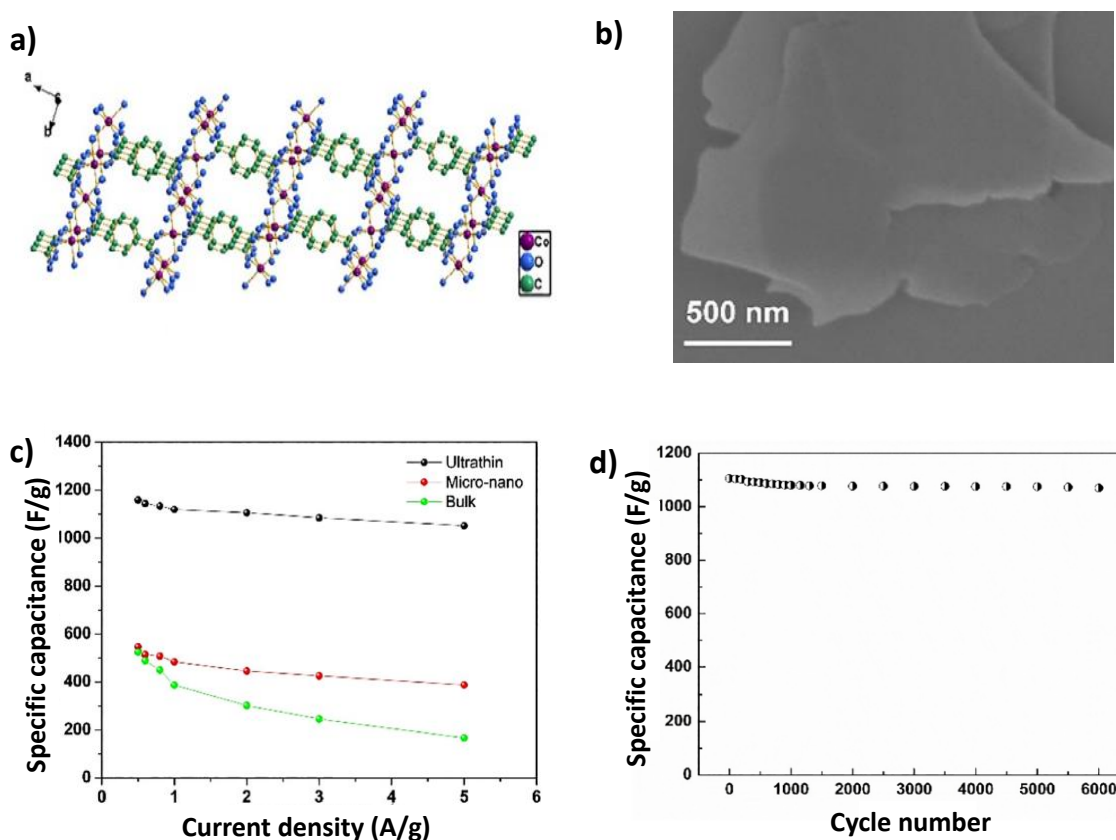 a)
b)
a
c
b
Co
O
C
500 nm
c)
1400
1200
1000
800
600
400
200
0
Ultrathin
Micro-nano
Bulk
Specific capacitance (F/g)
0 1 2 3 4 5 6
Current density (A/g)
d)
1200
1000
800
600
400
200
0
Specific capacitance (F/g)
0 1000 2000 3000 4000 5000 6000
Cycle number